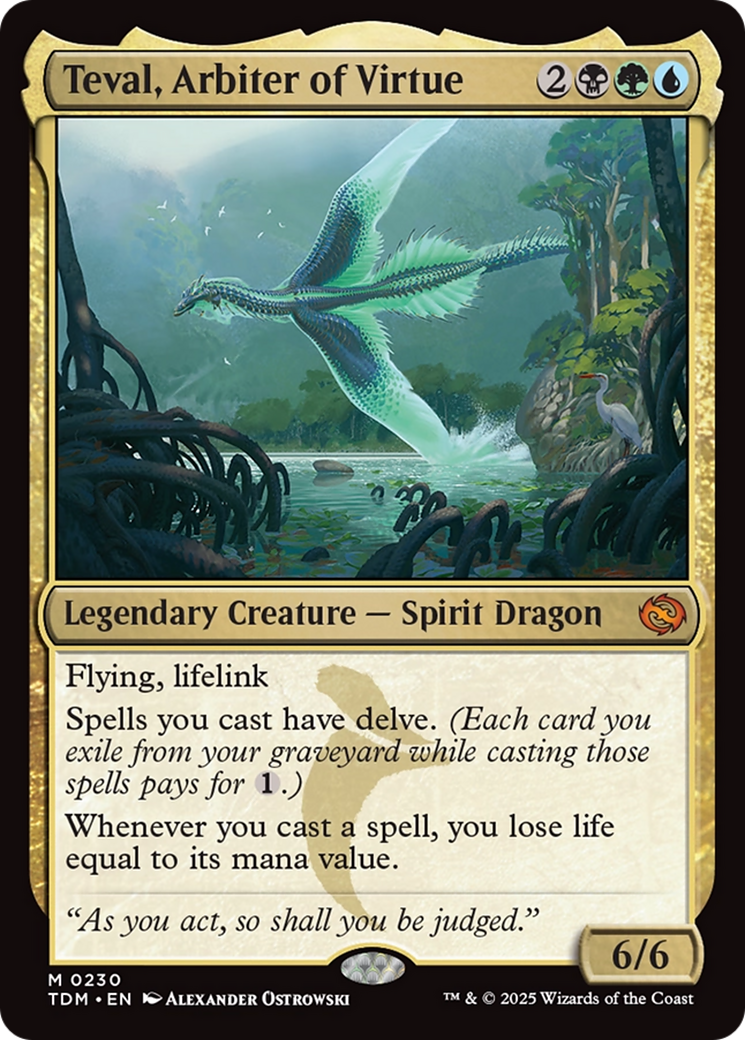 Teval, Arbiter of Virtue 2
Legendary Creature — Spirit Dragon
Flying, lifelink
Spells you cast have delve. (Each card you
exile from your graveyard while casting those
spells pays for 1.)
Whenever you cast a spell, you lose life
equal to its mana value.
“As you act, so shall you be judged.”
6/6
M 0230
TDM • EN ALEXANDER OSTROWSKI
™ & © 2025 Wizards of the Coast